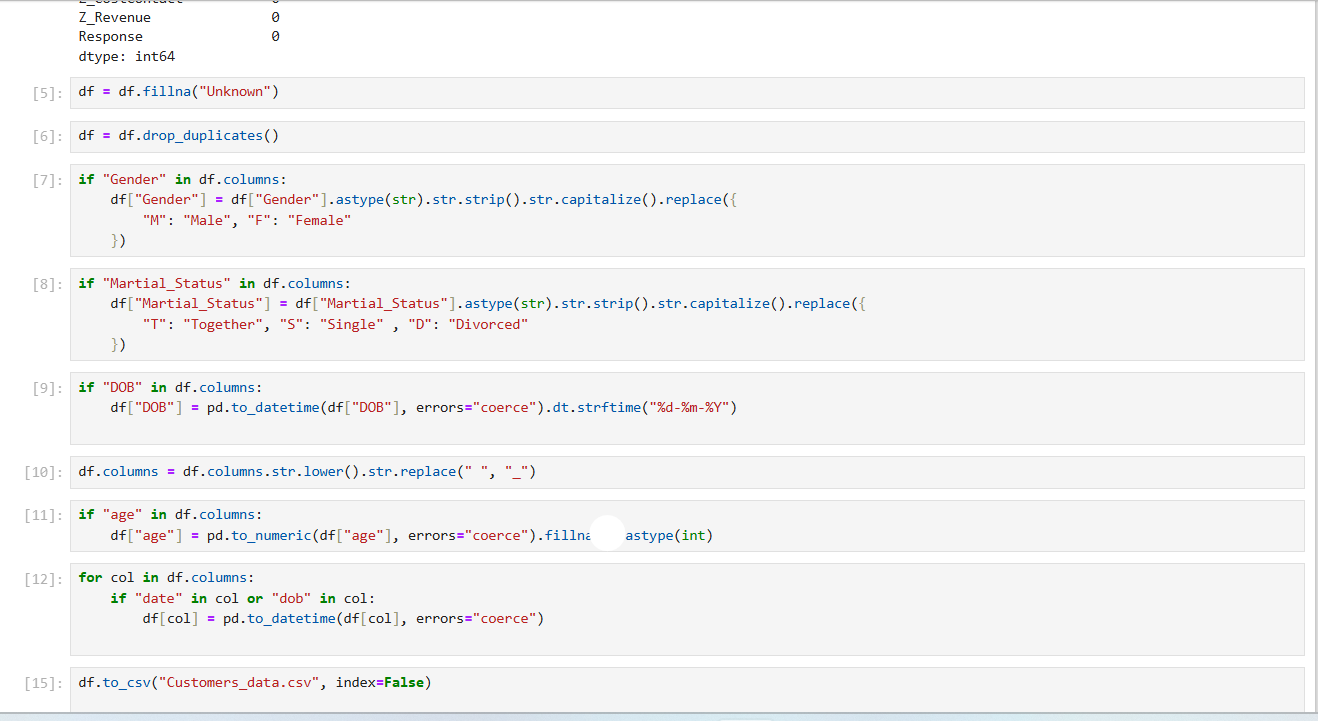 Z_Revenue 0
Response 0
dtype: int64
[5]: df = df.fillna("Unknown")
[6]: df = df.drop_duplicates()
[7]: if "Gender" in df.columns:
df["Gender"] = df["Gender"].astype(str).str.strip().str.capitalize().replace({
"M": "Male", "F": "Female"
})
[8]: if "Martial_Status" in df.columns:
df["Martial_Status"] = df["Martial_Status"].astype(str).str.strip().str.capitalize().replace({
"T": "Together", "S": "Single" , "D": "Divorced"
})
[9]: if "DOB" in df.columns:
df["DOB"] = pd.to_datetime(df["DOB"], errors="coerce").dt.strftime("%d-%m-%Y")
[10]: df.columns = df.columns.str.lower().str.replace(" ", "_")
[11]: if "age" in df.columns:
df["age"] = pd.to_numeric(df["age"], errors="coerce").fillna astype(int)
[12]: for col in df.columns:
if "date" in col or "dob" in col:
df[col] = pd.to_datetime(df[col], errors="coerce")
[15]: df.to_csv("Customers_data.csv", index=False)